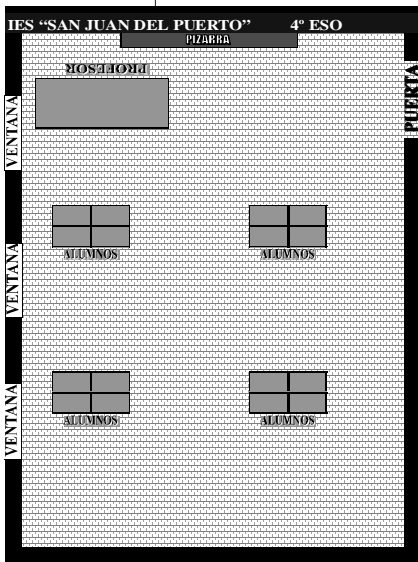 IES “SAN JUAN DEL PUERTO” 4º ESO
PIZARRA
PROFESOR
PUERTA
VENTANA
ALUMNOS
ALUMNOS
VENTANA
ALUMNOS
ALUMNOS
VENTANA